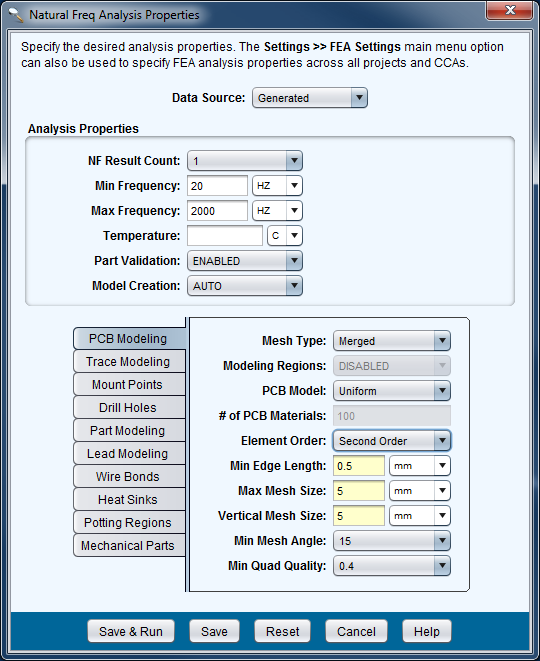 Natural Freq Analysis Properties
Specify the desired analysis properties. The Settings >> FEA Settings main menu option
can also be used to specify FEA analysis properties across all projects and CCAs.
Data Source: Generated
Analysis Properties
NF Result Count: 1
Min Frequency: 20 HZ
Max Frequency: 2000 HZ
Temperature: C
Part Validation: ENABLED
Model Creation: AUTO
PCB Modeling
Trace Modeling
Mount Points
Drill Holes
Part Modeling
Lead Modeling
Wire Bonds
Heat Sinks
Potting Regions
Mechanical Parts
Mesh Type: Merged
Modeling Regions: DISABLED
PCB Model: Uniform
# of PCB Materials: 100
Element Order: Second Order
Min Edge Length: 0.5 mm
Max Mesh Size: 5 mm
Vertical Mesh Size: 5 mm
Min Mesh Angle: 15
Min Quad Quality: 0.4
Save & Run Save Reset Cancel Help